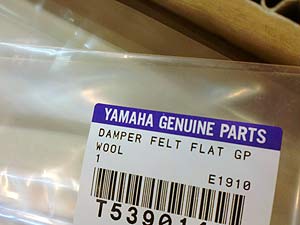 YAMAHA GENUINE PARTS
DAMPER FELT FLAT GP
WOOL
1
E1910